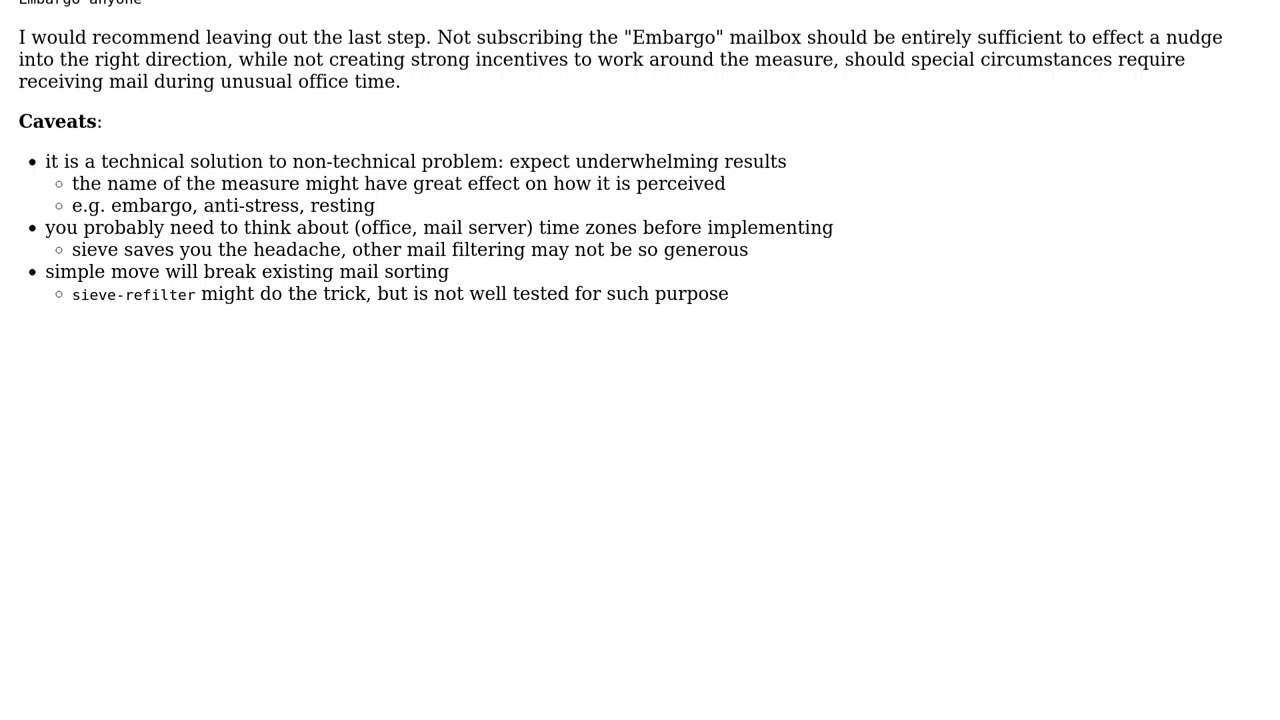 Embargo anyone
I would recommend leaving out the last step. Not subscribing the "Embargo" mailbox should be entirely sufficient to effect a nudge
into the right direction, while not creating strong incentives to work around the measure, should special circumstances require
receiving mail during unusual office time.
Caveats:
it is a technical solution to non-technical problem: expect underwhelming results
the name of the measure might have great effect on how it is perceived
e.g. embargo, anti-stress, resting
you probably need to think about (office, mail server) time zones before implementing
sieve saves you the headache, other mail filtering may not be so generous
simple move will break existing mail sorting
sieve-refilter might do the trick, but is not well tested for such purpose